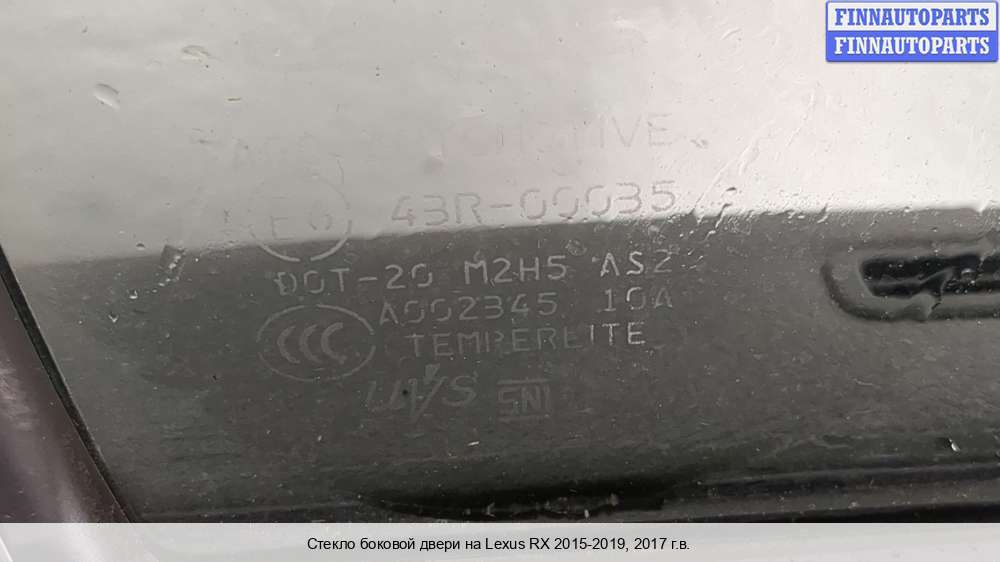 FINNAUTOPARTS
FINNAUTOPARTS
43R-00035
DOT-20 M2H5 AS2
A002345 10A
CCC
TEMPERLITE
SNI
Стекло боковой двери на Lexus RX 2015-2019, 2017 г.в.